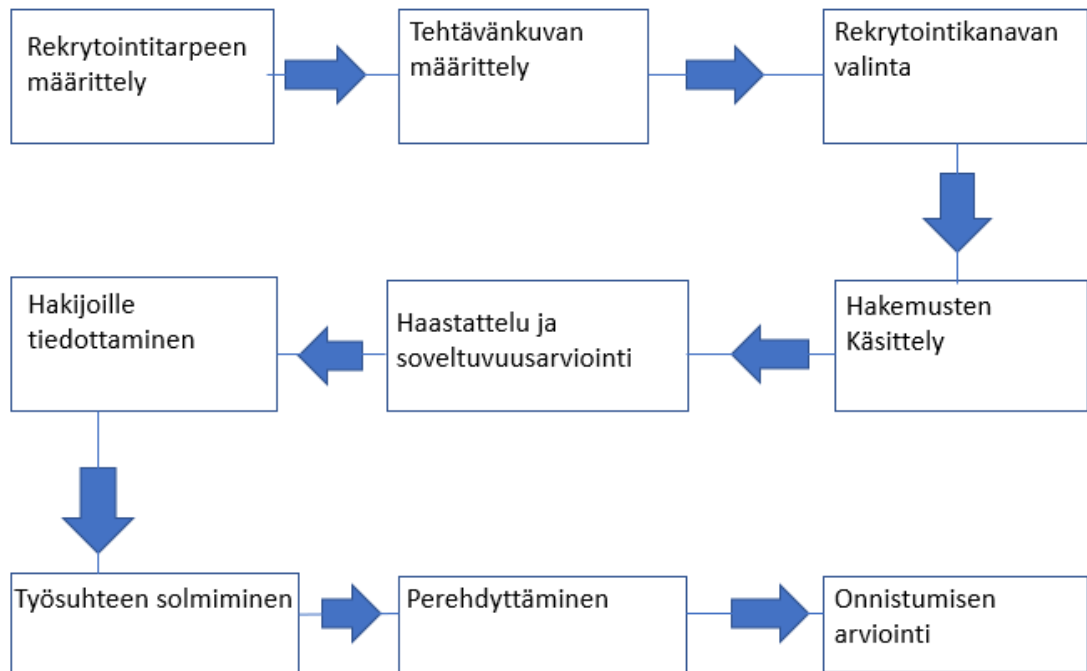 Rekrytointitarpeen
määrittely
Tehtävänkuvan
määrittely
Rekrytointikanavan
valinta
Hakemusten
Käsittely
Haastattelu ja
soveltuvuusarviointi
Hakijoille
tiedottaminen
Työsuhteen solmiminen
Perehdyttäminen
Onnistumisen
arviointi